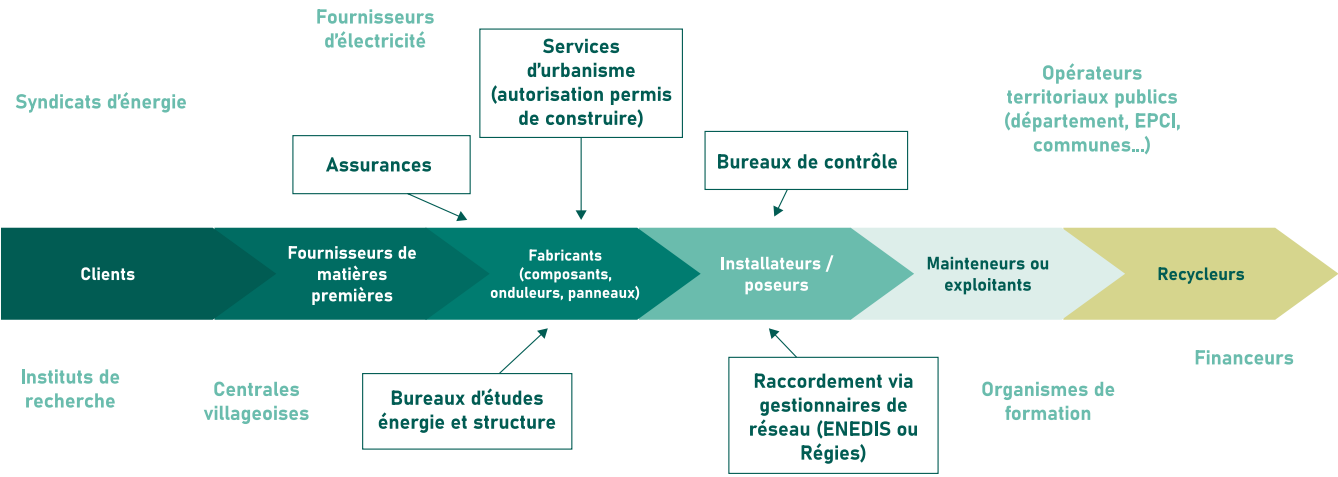 Fournisseurs
d'électricité
Syndicats d'énergie
Services
d'urbanisme
(autorisation permis
de construire)
Opérateurs
territoriaux publics
(département, EPCI,
communes...)
Assurances
Bureaux de contrôle
Clients
Fournisseurs de
matières
premières
Fabricants
(composants,
onduleurs, panneaux)
Installateurs /
poseurs
Mainteneurs ou
exploitants
Recycleurs
Instituts de
recherche
Centrales
villageoises
Bureaux d'études
énergie et structure
Raccordement via
gestionnaires de
réseau (ENEDIS ou
Régies)
Organismes de
formation
Financeurs